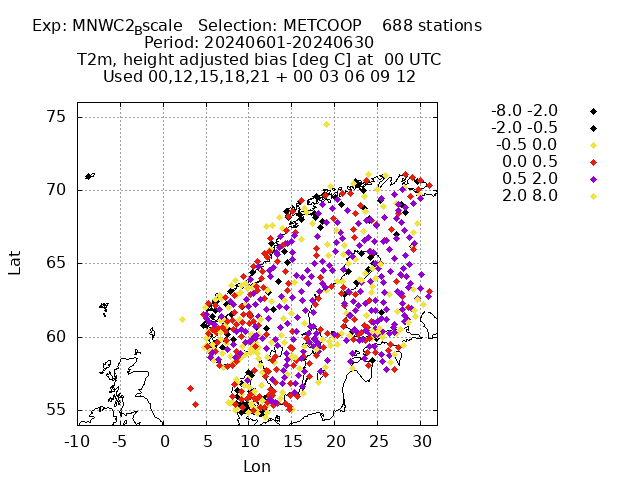 Exp: MNWC2Bscale   Selection: METCOOP    688 stations
Period: 20240601-20240630
T2m, height adjusted bias [deg C] at  00 UTC
Used 00,12,15,18,21 + 00 03 06 09 12
-8.0 -2.0
-2.0 -0.5
-0.5 0.0
0.0 0.5
0.5 2.0
2.0 8.0
75
70
65
60
55
Lat
-10 -5 0 5 10 15 20 25 30
Lon